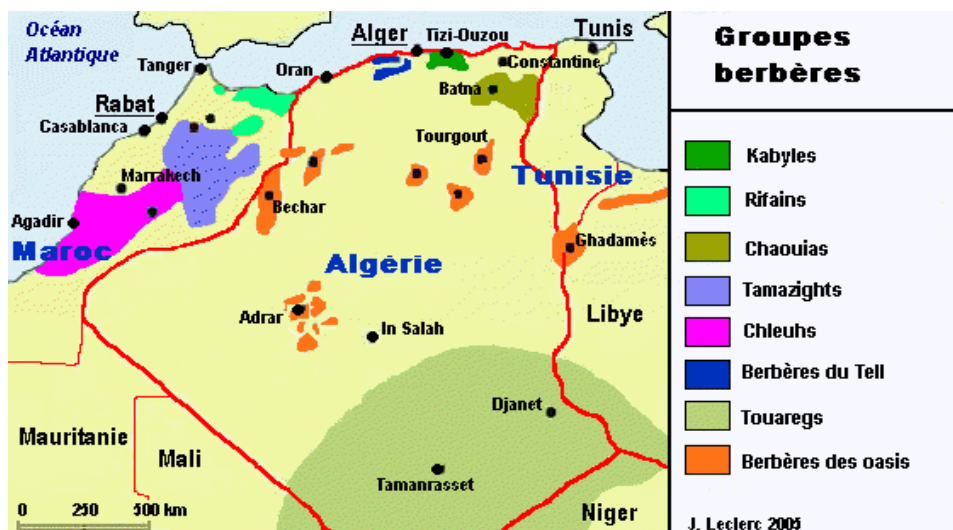 Océan
Atlantique
Alger
Tizi-Ouzou
Tunis
Tanger
Oran
Constantine
Rabat
Batna
Casablanca
Tourgout
Marrakech
Tunisie
Bechar
Agadir
Maroc
Ghadamès
Algérie
Adrar
In Salah
Libye
Djanet
Mauritanie
Mali
Tamanrasset
Niger
0 250 500 km
Groupes
berbères
Kabyles
Rifains
Chaouias
Tamazights
Chleuhs
Berbères du Tell
Touaregs
Berbères des oasis
J. Leclerc 2005